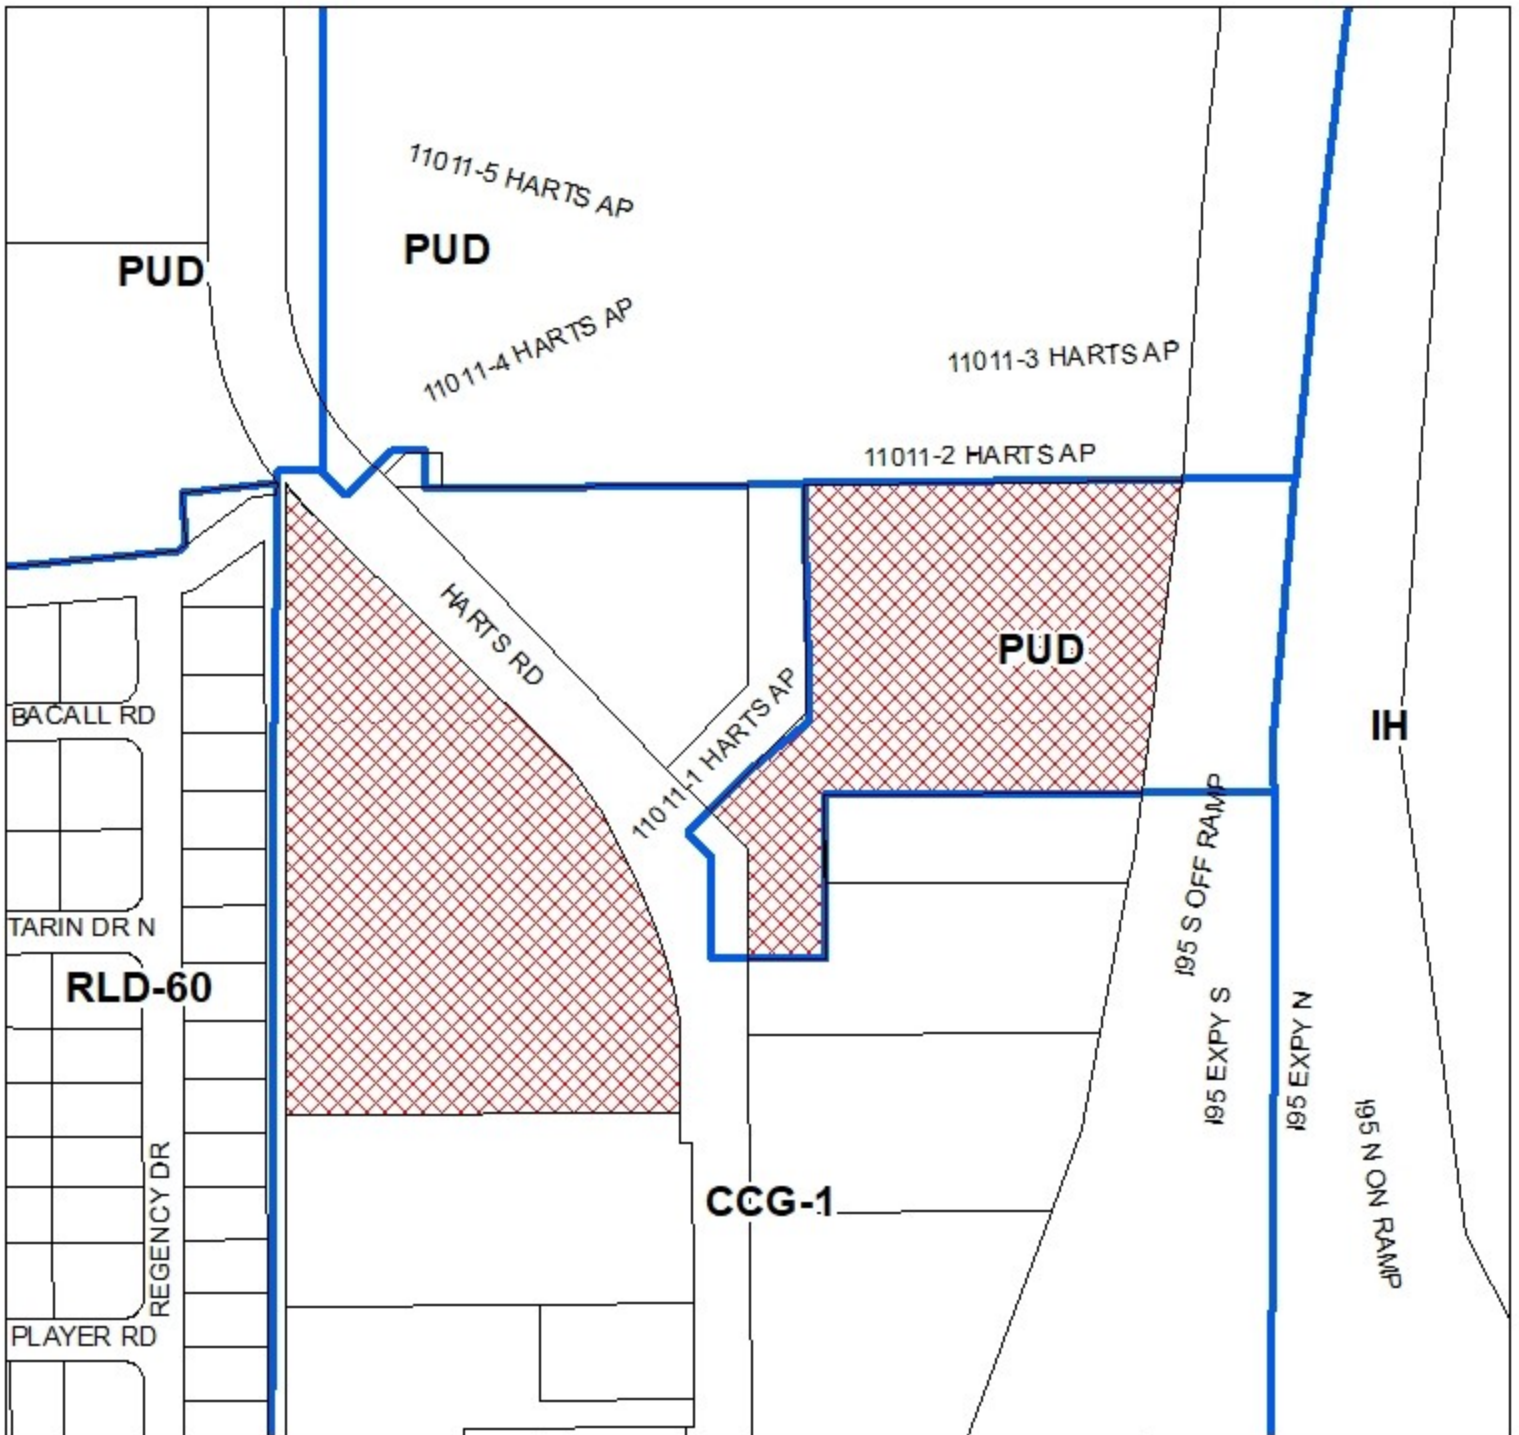 11011-5 HARTS AP
PUD
PUD
11011-4 HARTS AP
11011-3 HARTS AP
11011-2 HARTS AP
HARTS RD
PUD
11011-1 HARTS AP
BACALL RD
IH
I95 S OFF RAMP
TARIN DR N
RLD-60
I95 EXPY S
I95 EXPY N
I95 N ON RAMP
REGENCY DR
CCG-1
PLAYER RD